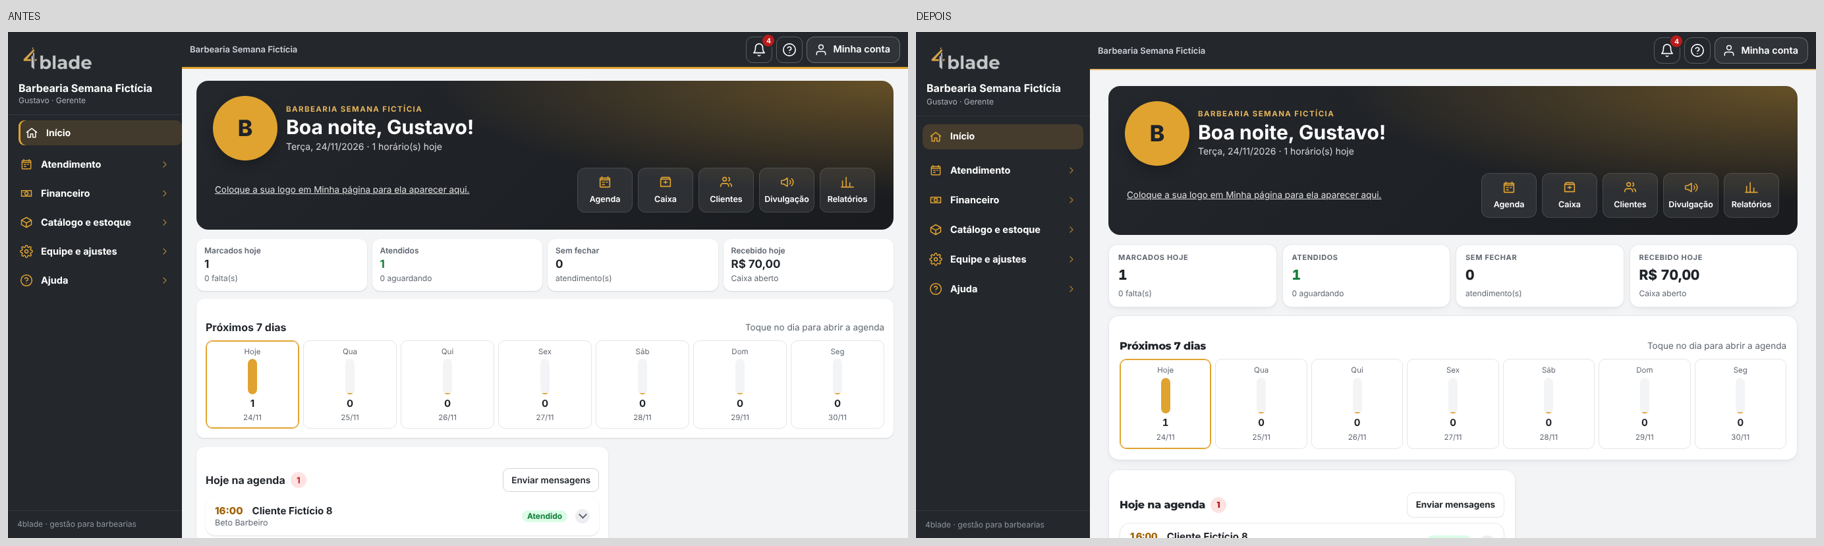 ANTES
4blade
Barbearia Semana Fictícia
Gustavo · Gerente
Início
Atendimento
Financeiro
Catálogo e estoque
Equipe e ajustes
Ajuda
4blade · gestão para barbearias
Barbearia Semana Fictícia
4
Minha conta
B
BARBEARIA SEMANA FICTÍCIA
Boa noite, Gustavo!
Terça, 24/11/2026 · 1 horário(s) hoje
Coloque a sua logo em Minha página para ela aparecer aqui.
Agenda Caixa Clientes Divulgação Relatórios
Marcados hoje Atendidos Sem fechar Recebido hoje
1 1 0 R$ 70,00
0 falta(s) 0 aguardando atendimento(s) Caixa aberto
Próximos 7 dias Toque no dia para abrir a agenda
Hoje Qua Qui Sex Sáb Dom Seg
1 0 0 0 0 0 0
24/11 25/11 26/11 27/11 28/11 29/11 30/11
Hoje na agenda 1 Enviar mensagens
16:00 Cliente Fictício 8 Atendido
Beto Barbeiro
DEPOIS
4blade
Barbearia Semana Fictícia
Gustavo · Gerente
Início
Atendimento
Financeiro
Catálogo e estoque
Equipe e ajustes
Ajuda
4blade · gestão para barbearias
Barbearia Semana Fictícia
4
Minha conta
B
BARBEARIA SEMANA FICTÍCIA
Boa noite, Gustavo!
Terça, 24/11/2026 · 1 horário(s) hoje
Coloque a sua logo em Minha página para ela aparecer aqui.
Agenda Caixa Clientes Divulgação Relatórios
MARCADOS HOJE ATENDIDOS SEM FECHAR RECEBIDO HOJE
1 1 0 R$ 70,00
0 falta(s) 0 aguardando atendimento(s) Caixa aberto
Próximos 7 dias Toque no dia para abrir a agenda
Hoje Qua Qui Sex Sáb Dom Seg
1 0 0 0 0 0 0
24/11 25/11 26/11 27/11 28/11 29/11 30/11
Hoje na agenda 1 Enviar mensagens
16:00 Cliente Fictício 8